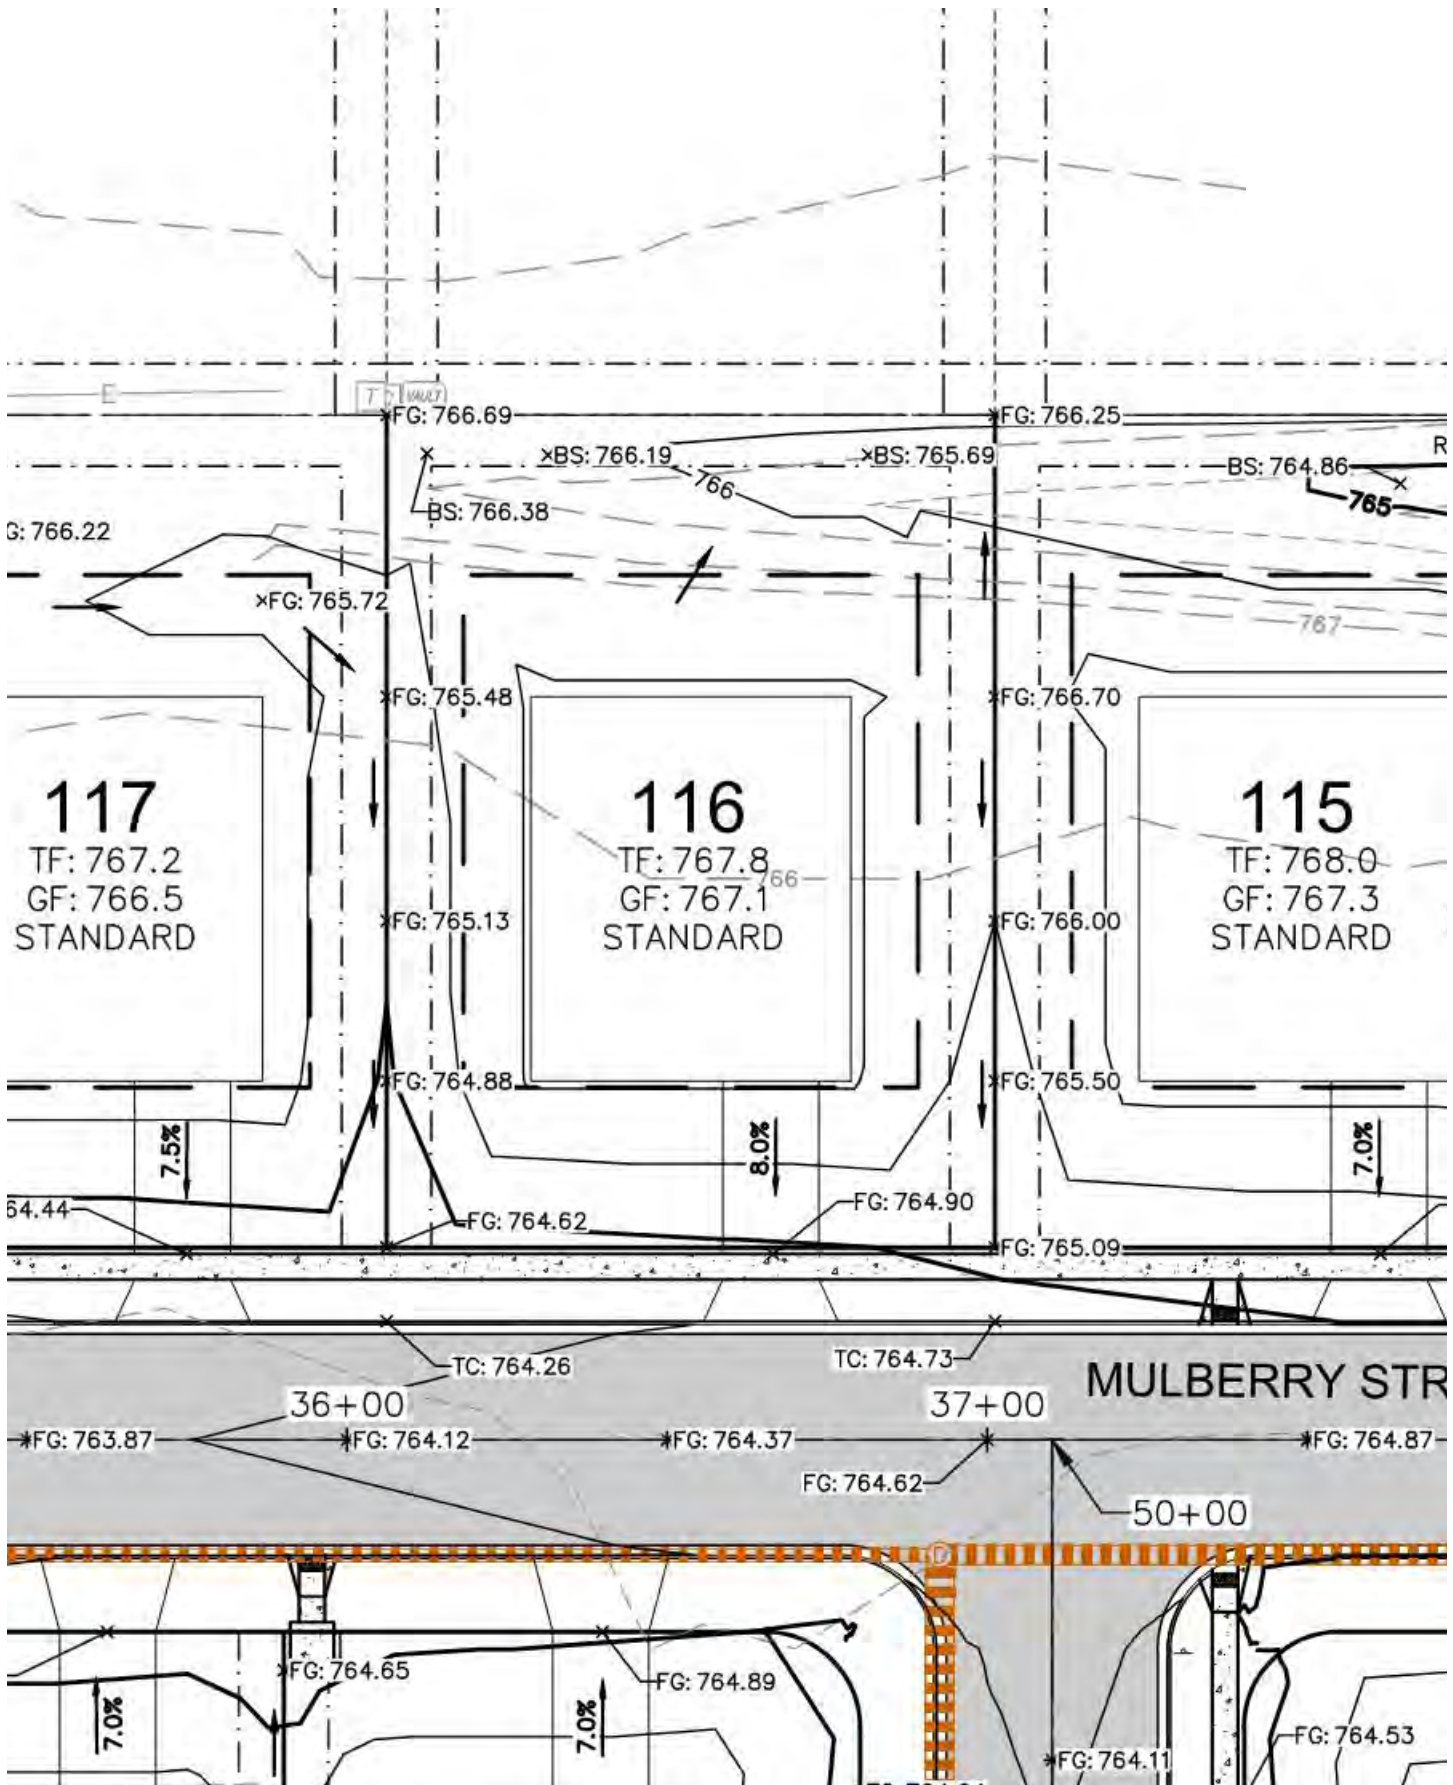 E
T
VAULT
FG: 766.69
FG: 766.25
BS: 766.19
BS: 765.69
R
BS: 764.86
766
765
BS: 766.38
G: 766.22
FG: 765.72
767
FG: 765.48
FG: 766.70
117
TF: 767.2
GF: 766.5
STANDARD
116
TF: 767.8
GF: 767.1
STANDARD
766
115
TF: 768.0
GF: 767.3
STANDARD
FG: 765.13
FG: 766.00
FG: 764.88
FG: 765.50
7.5%
8.0%
7.0%
64.44
FG: 764.90
FG: 764.62
FG: 765.09
TC: 764.26
TC: 764.73
MULBERRY STR
36+00
37+00
FG: 763.87
FG: 764.12
FG: 764.37
FG: 764.87
FG: 764.62
50+00
FG: 764.65
FG: 764.89
7.0%
7.0%
FG: 764.53
FG: 764.11